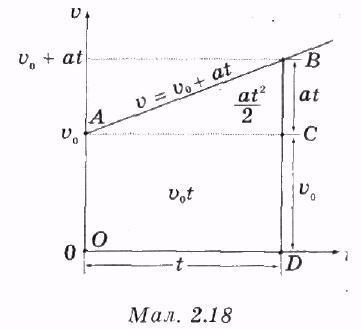 v
v₀ + at
B
v = v₀ + at
at²/2
at
A
v₀
C
v₀t
v₀
O
0
t
D
Мал. 2.18